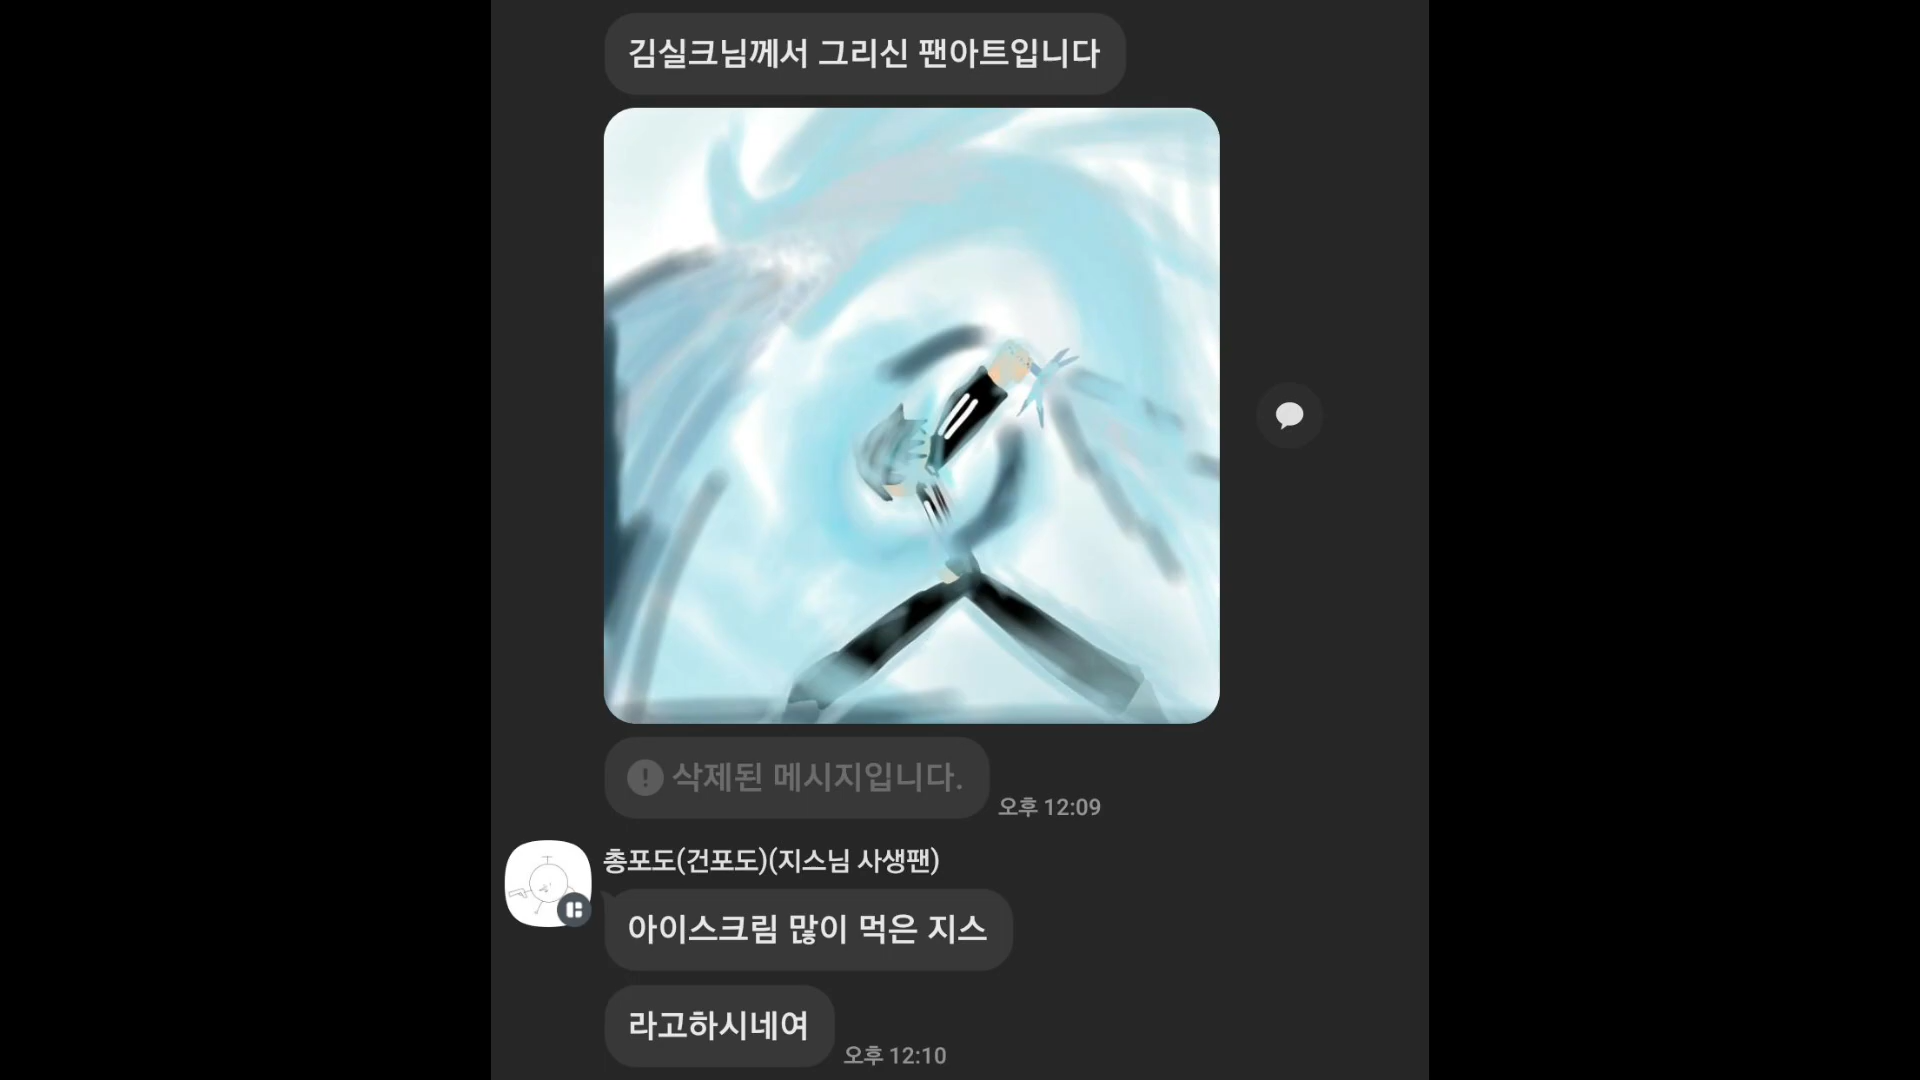 김실크님께서 그리신 팬아트입니다
삭제된 메시지입니다.
오후 12:09
총포도(건포도)(지스님 사생팬)
아이스크림 많이 먹은 지스
라고하시네여
오후 12:10